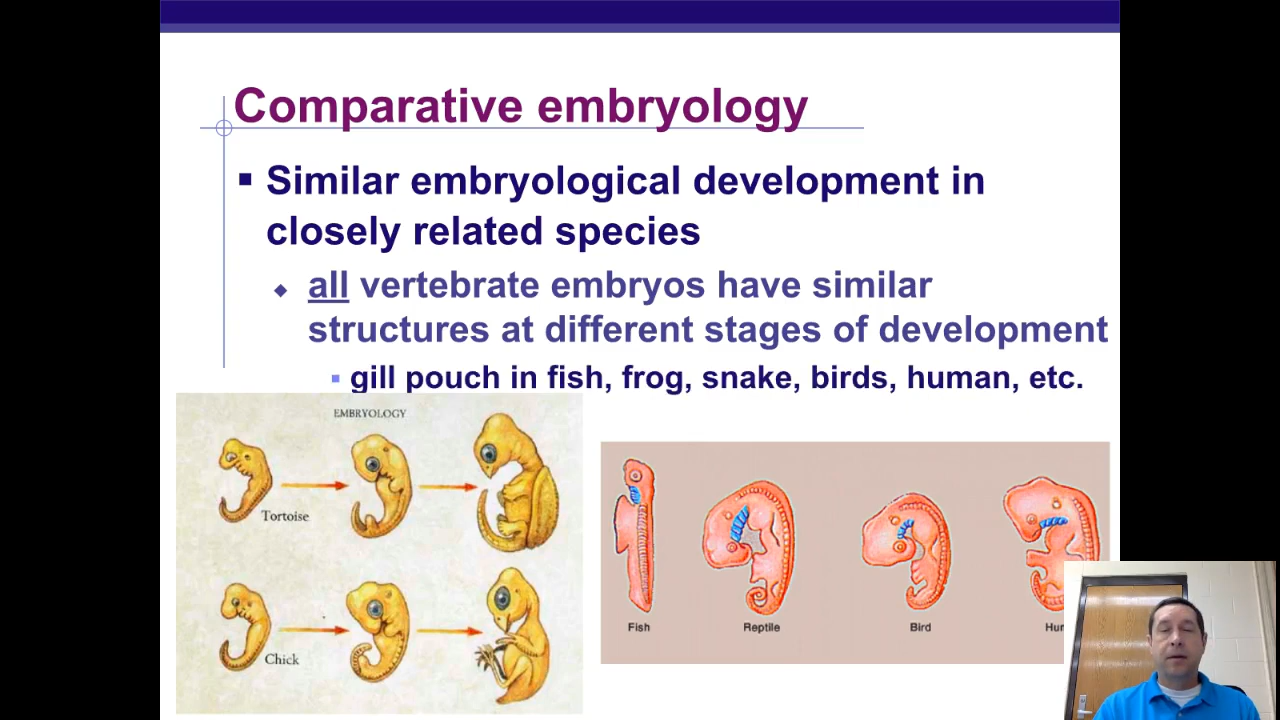 Comparative embryology
▪ Similar embryological development in
closely related species
◆ all vertebrate embryos have similar
structures at different stages of development
▪ gill pouch in fish, frog, snake, birds, human, etc.
EMBRYOLOGY
Tortoise
Chick
Fish Reptile Bird